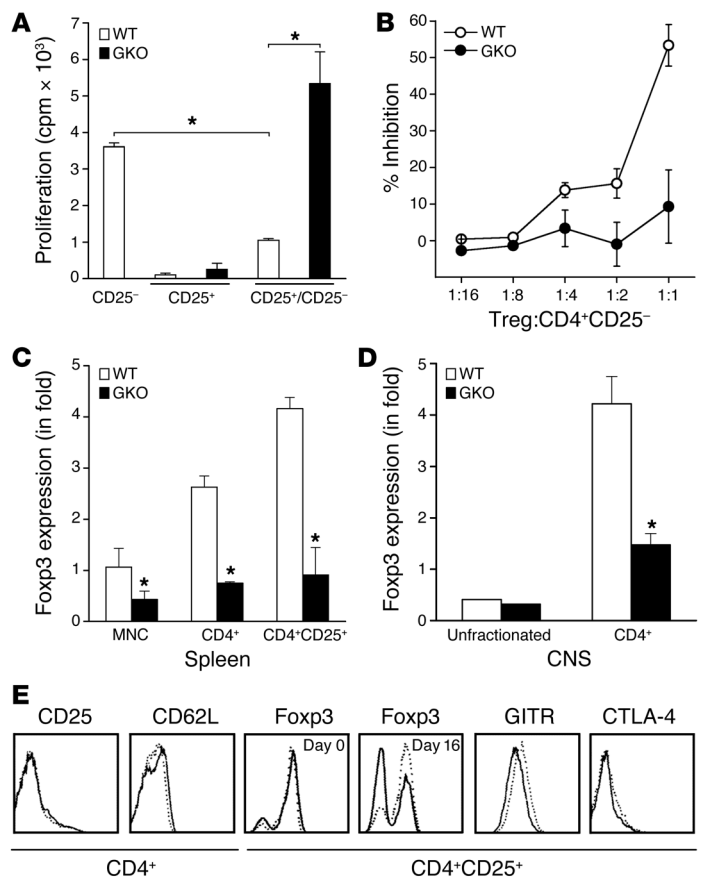 A
WT
GKO
Proliferation (cpm × 10³)
7
6
5
4
3
2
1
0
*
*
CD25⁻
CD25⁺
CD25⁺/CD25⁻
B
WT
GKO
% Inhibition
60
50
40
30
20
10
0
1:16
1:8
1:4
1:2
1:1
Treg:CD4⁺CD25⁻
C
WT
GKO
Foxp3 expression (in fold)
5
4
3
2
1
0
*
*
*
MNC
CD4⁺
CD4⁺CD25⁺
Spleen
D
WT
GKO
Foxp3 expression (in fold)
5
4
3
2
1
0
*
Unfractionated
CD4⁺
CNS
E
CD25
CD62L
Foxp3
Foxp3
GITR
CTLA-4
Day 0
Day 16
CD4⁺
CD4⁺CD25⁺